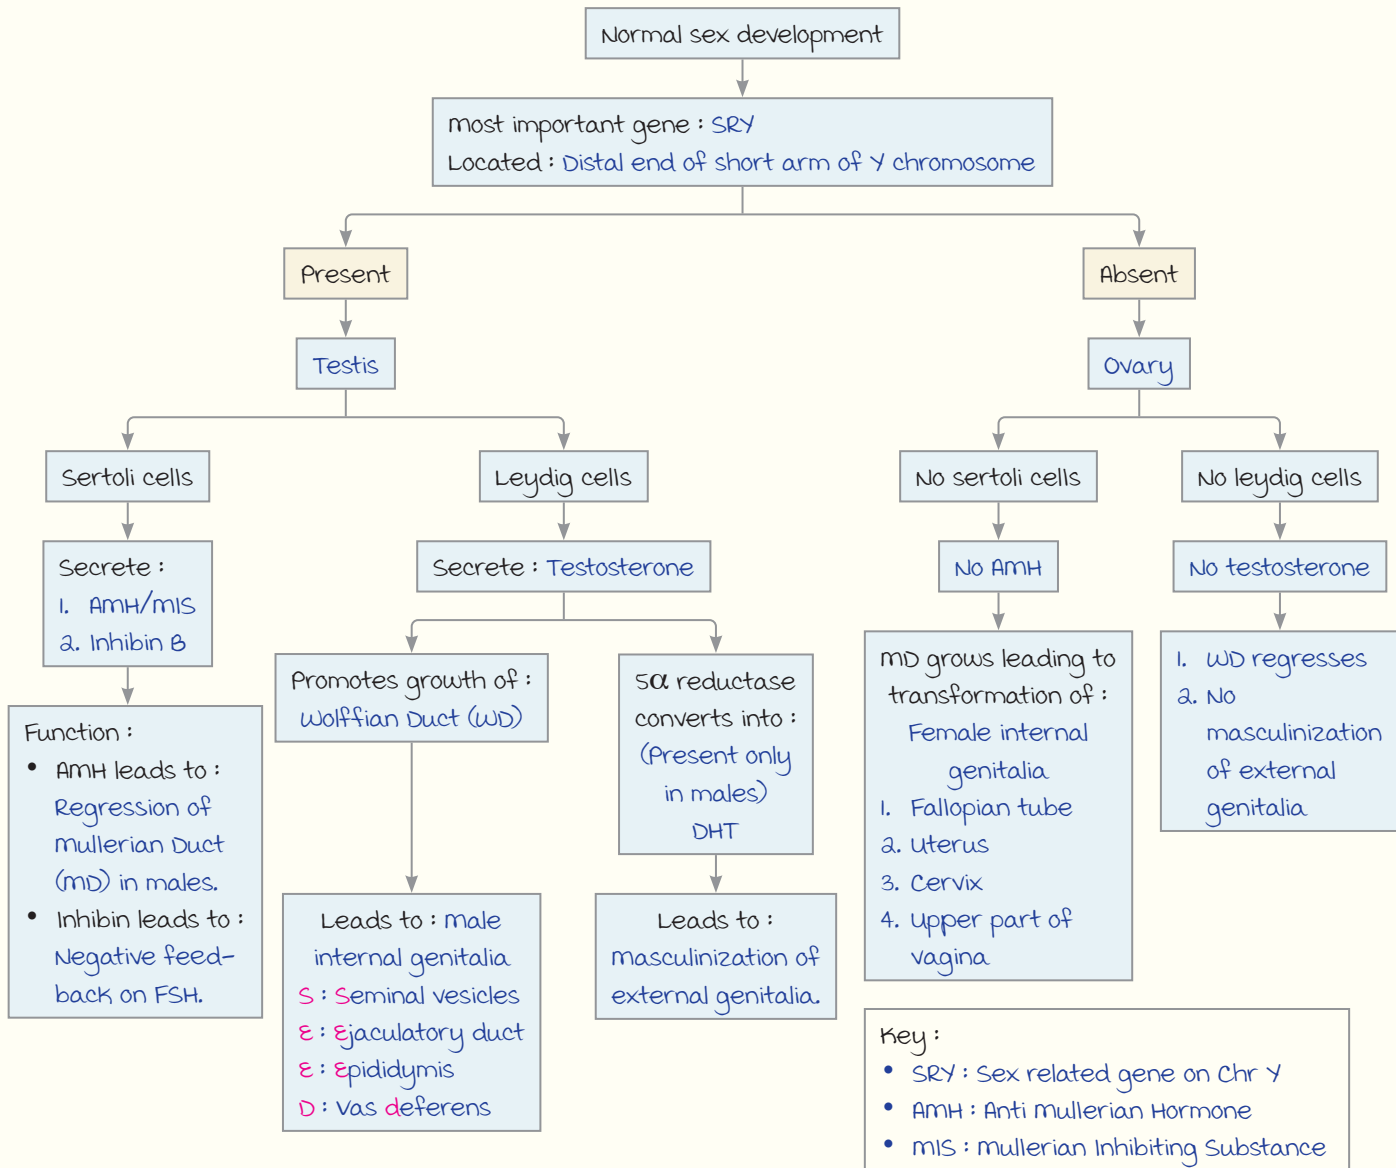 Normal sex development
most important gene : SRY
Located : Distal end of short arm of Y chromosome
Present
Absent
Testis
Ovary
Sertoli cells
Leydig cells
No sertoli cells
No leydig cells
Secrete :
1. AMH/MIS
2. Inhibin B
Secrete : Testosterone
No AMH
No testosterone
Function :
• AMH leads to :
Regression of
mullerian Duct
(MD) in males.
• Inhibin leads to :
Negative feed-
back on FSH.
Promotes growth of :
Wolffian Duct (WD)
5α reductase
converts into :
(Present only
in males)
DHT
MD grows leading to
transformation of :
Female internal
genitalia
1. Fallopian tube
2. Uterus
3. Cervix
4. Upper part of
vagina
1. WD regresses
2. No
masculinization
of external
genitalia
Leads to : male
internal genitalia
S : Seminal vesicles
E : Ejaculatory duct
E : Epididymis
D : Vas deferens
Leads to :
masculinization of
external genitalia.
Key :
• SRY : Sex related gene on Chr Y
• AMH : Anti mullerian Hormone
• MIS : mullerian Inhibiting Substance